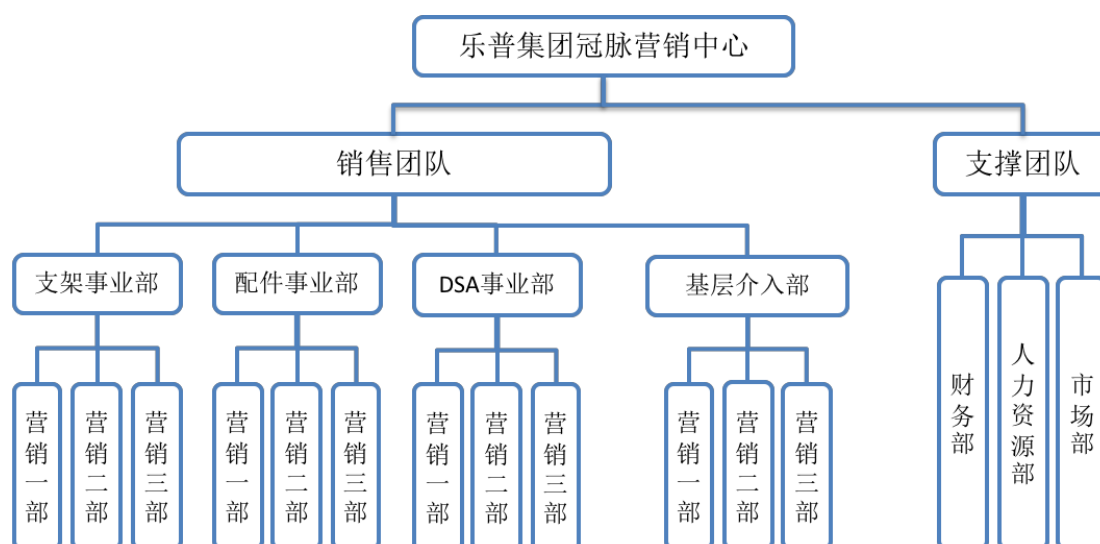 乐普集团冠脉营销中心
销售团队
支撑团队
支架事业部
配件事业部
DSA事业部
基层介入部
营销一部
营销二部
营销三部
营销一部
营销二部
营销三部
营销一部
营销二部
营销三部
营销一部
营销二部
营销三部
财务部
人力资源部
市场部